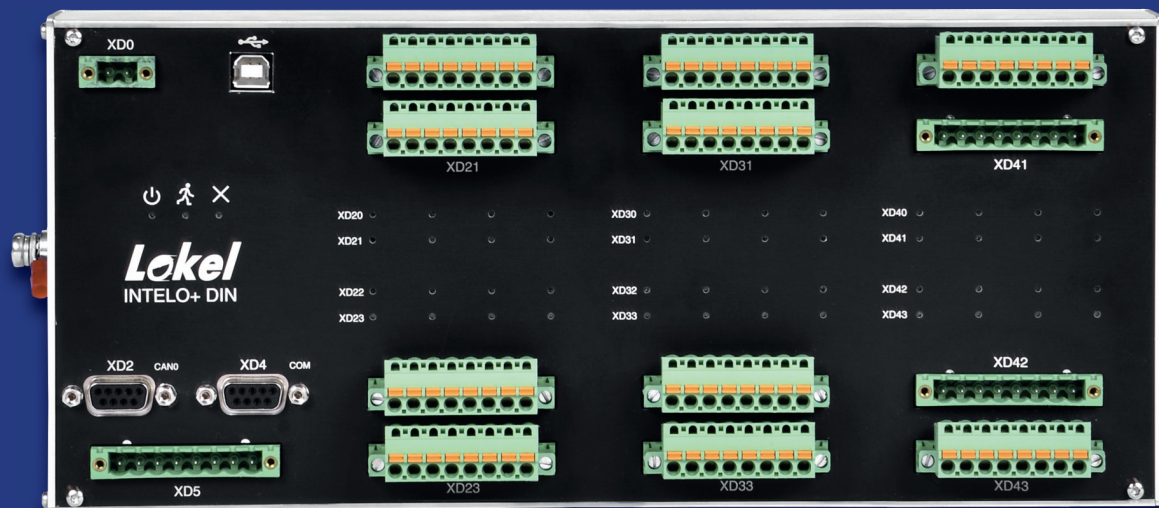 XD0
XD21
XD31
XD41
XD20
XD30
XD40
XD21
XD31
XD41
Lokel
INTELO+ DIN
XD22
XD32
XD42
XD23
XD33
XD43
XD2 CAN0
XD4 COM
XD42
XD5
XD23
XD33
XD43